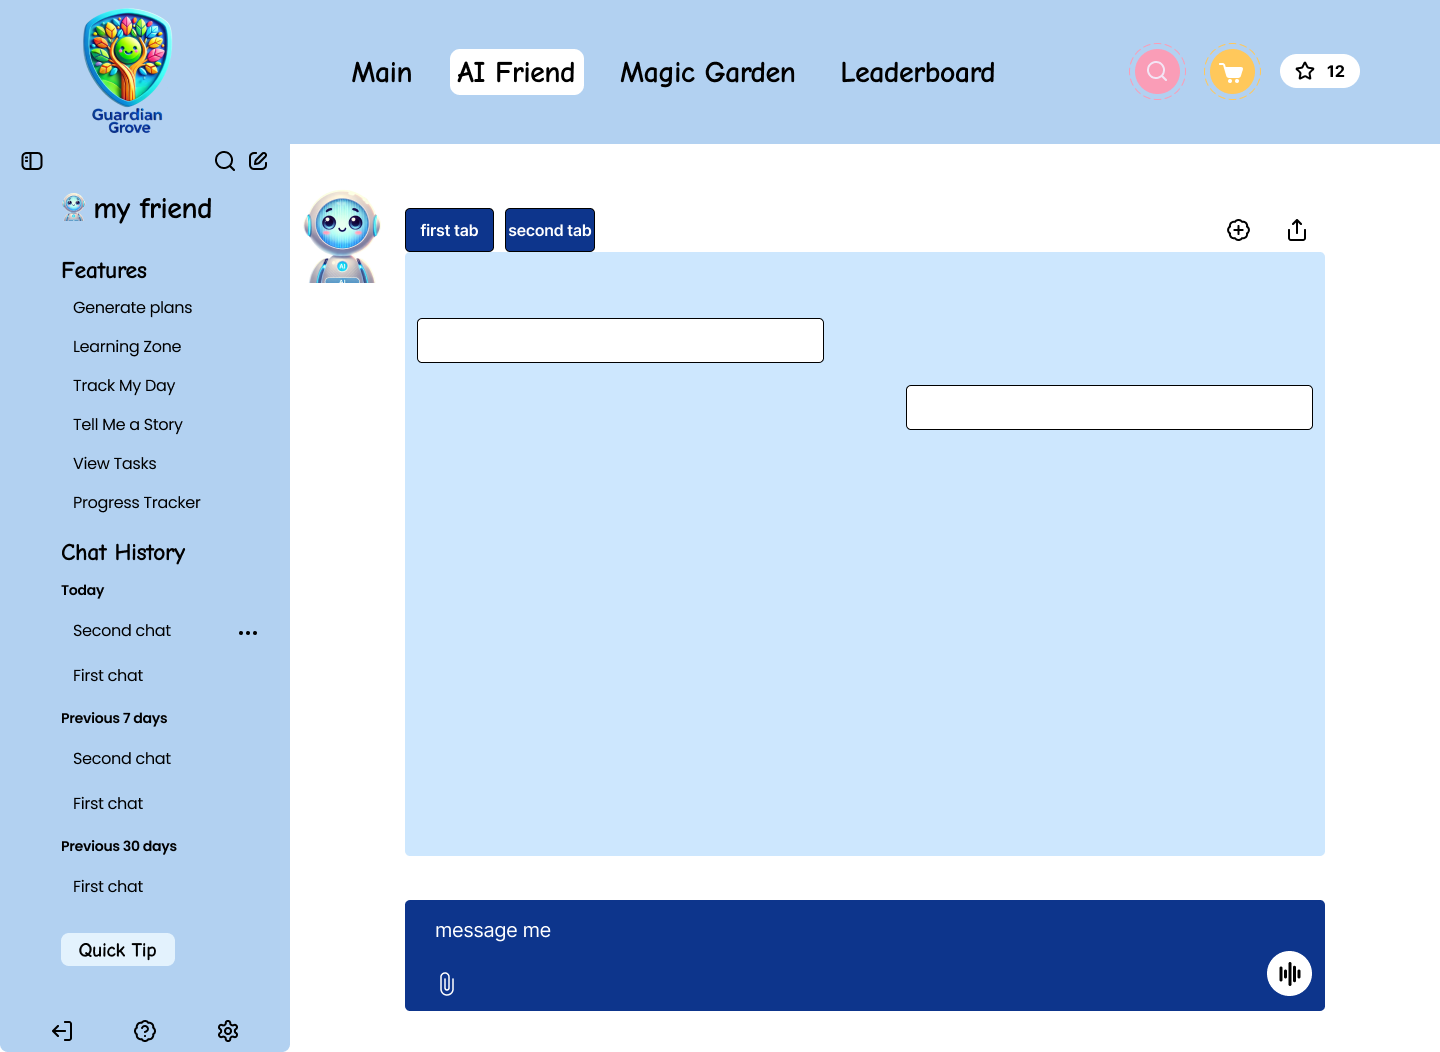 Guardian
Grove
Main
AI Friend
Magic Garden
Leaderboard
12
my friend
Features
Generate plans
Learning Zone
Track My Day
Tell Me a Story
View Tasks
Progress Tracker
Chat History
Today
Second chat
First chat
Previous 7 days
Second chat
First chat
Previous 30 days
First chat
Quick Tip
first tab
second tab
AI
AI
message me